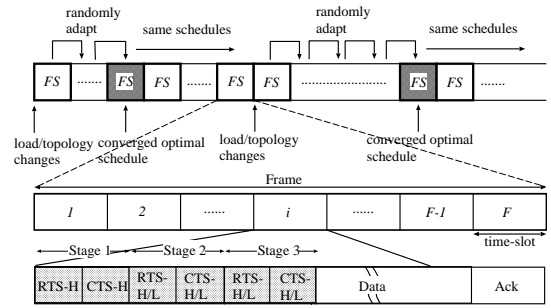 randomly
adapt
same schedules
randomly
adapt
same schedules
FS ....... FS FS ....... FS FS ........................ FS FS .......
load/topology
changes
converged optimal
schedule
load/topology
changes
converged optimal
schedule
Frame
1 2 ...... i ...... F-1 F
time-slot
Stage 1 Stage 2 Stage 3
RTS-H CTS-H RTS-H/L CTS-H/L RTS-H/L CTS-H/L Data Ack